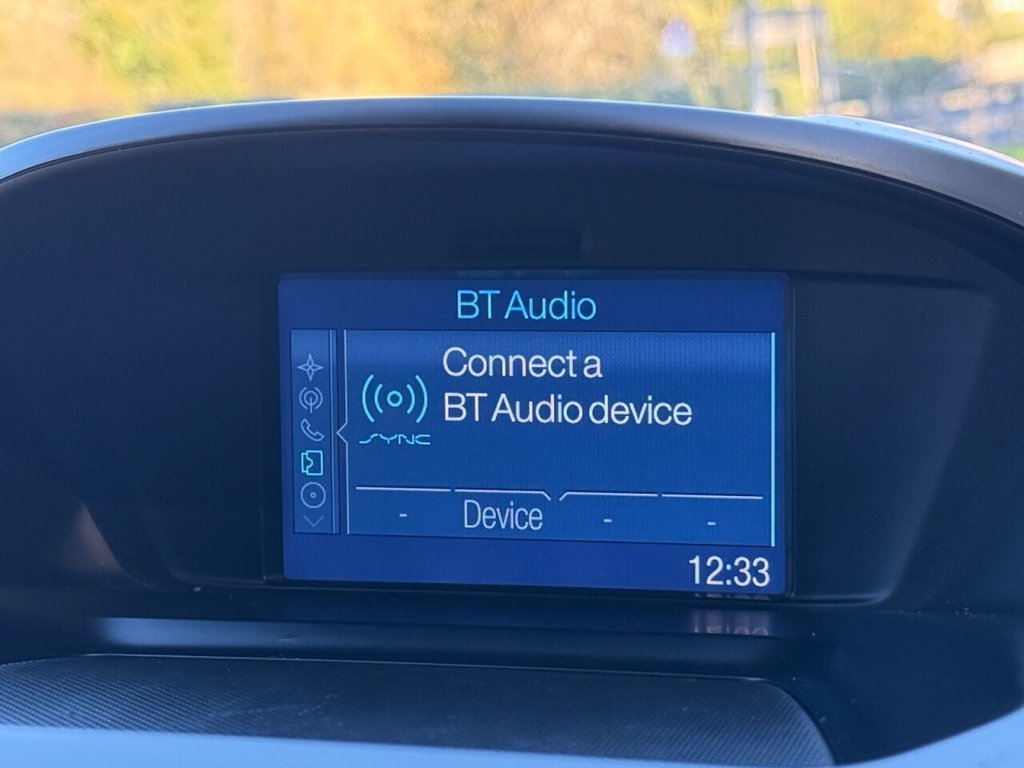 BT Audio
Connect a
BT Audio device
SYNC
- Device - -
12:33